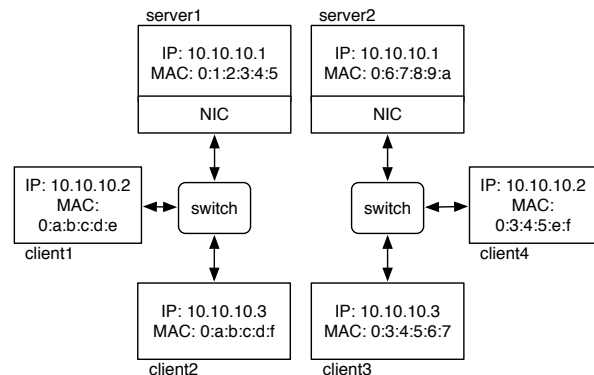 server1
IP: 10.10.10.1
MAC: 0:1:2:3:4:5
NIC
server2
IP: 10.10.10.1
MAC: 0:6:7:8:9:a
NIC
IP: 10.10.10.2
MAC:
0:a:b:c:d:e
client1
switch
switch
IP: 10.10.10.2
MAC:
0:3:4:5:e:f
client4
IP: 10.10.10.3
MAC: 0:a:b:c:d:f
client2
IP: 10.10.10.3
MAC: 0:3:4:5:6:7
client3